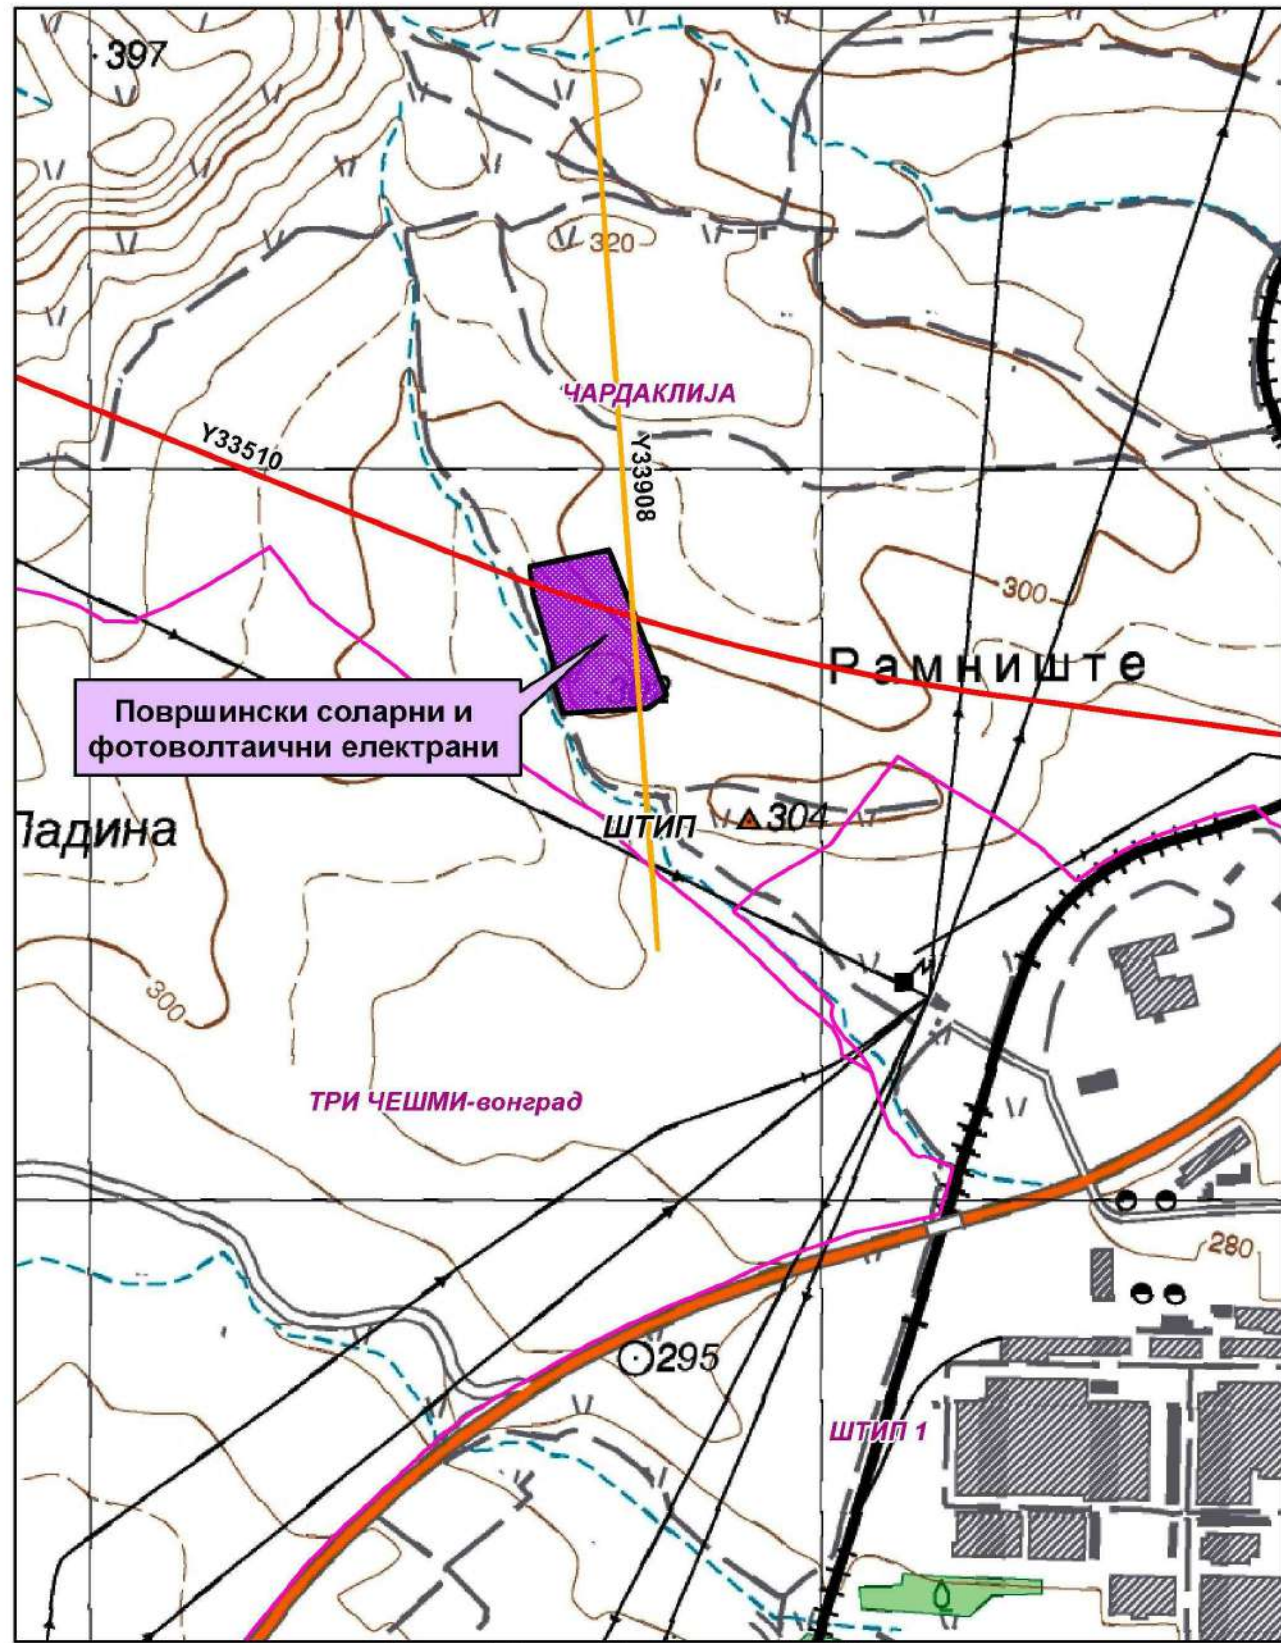 397
320
ЧАРДАКЛИЈА
Y33510
Y33908
300
Рамниште
Површински соларни и
фотоволтаични електрани
ШТИП
304
Падина
300
ТРИ ЧЕШМИ-вонград
280
295
ШТИП 1